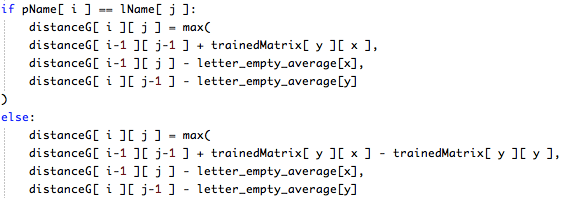 if pName[ i ] == lName[ j ]:
    distanceG[ i ][ j ] = max(
    distanceG[ i-1 ][ j-1 ] + trainedMatrix[ y ][ x ],
    distanceG[ i-1 ][ j ] - letter_empty_average[x],
    distanceG[ i ][ j-1 ] - letter_empty_average[y]
)
else:
    distanceG[ i ][ j ] = max(
    distanceG[ i-1 ][ j-1 ] + trainedMatrix[ y ][ x ] - trainedMatrix[ y ][ y ],
    distanceG[ i-1 ][ j ] - letter_empty_average[x],
    distanceG[ i ][ j-1 ] - letter_empty_average[y]